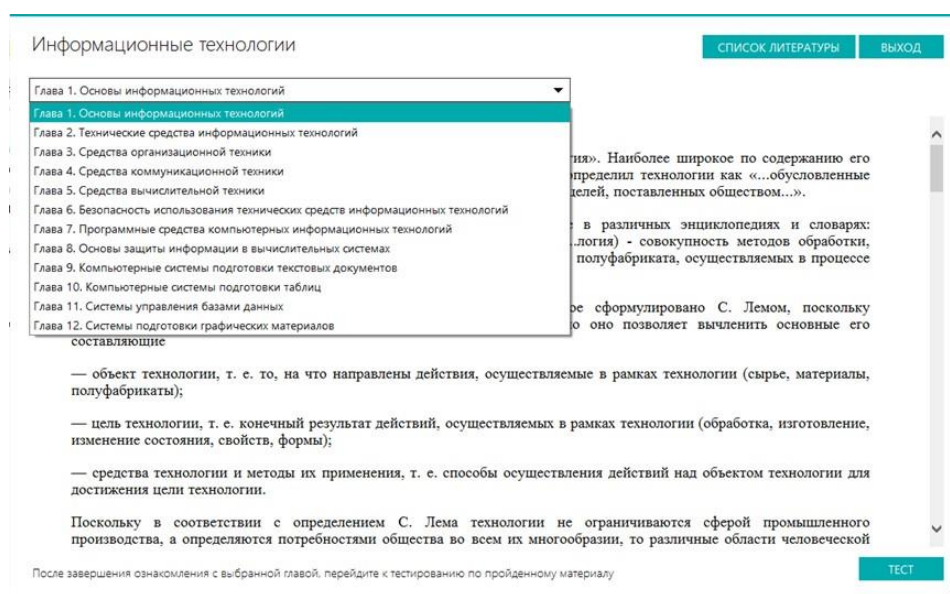 Информационные технологии
СПИСОК ЛИТЕРАТУРЫ
ВЫХОД
Глава 1. Основы информационных технологий
Глава 1. Основы информационных технологий
Глава 2. Технические средства информационных технологий
Глава 3. Средства организационной техники
Глава 4. Средства коммуникационной техники
Глава 5. Средства вычислительной техники
Глава 6. Безопасность использования технических средств информационных технологий
Глава 7. Программные средства компьютерных информационных технологий
Глава 8. Основы защиты информации в вычислительных системах
Глава 9. Компьютерные системы подготовки текстовых документов
Глава 10. Компьютерные системы подготовки таблиц
Глава 11. Системы управления базами данных
Глава 12. Системы подготовки графических материалов
гия». Наиболее широкое по содержанию его
определил технологии как «...обусловленные
целей, поставленных обществом...».
в различных энциклопедиях и словарях:
...логия) - совокупность методов обработки,
полуфабриката, осуществляемых в процессе
ое сформулировано С. Лемом, поскольку
о оно позволяет вычленить основные его
составляющие
— объект технологии, т. е. то, на что направлены действия, осуществляемые в рамках технологии (сырье, материалы,
полуфабрикаты);
— цель технологии, т. е. конечный результат действий, осуществляемых в рамках технологии (обработка, изготовление,
изменение состояния, свойств, формы);
— средства технологии и методы их применения, т. е. способы осуществления действий над объектом технологии для
достижения цели технологии.
Поскольку в соответствии с определением С. Лема технологии не ограничиваются сферой промышленного
производства, а определяются потребностями общества во всем их многообразии, то различные области человеческой
После завершения ознакомления с выбранной главой, перейдите к тестированию по пройденному материалу
ТЕСТ